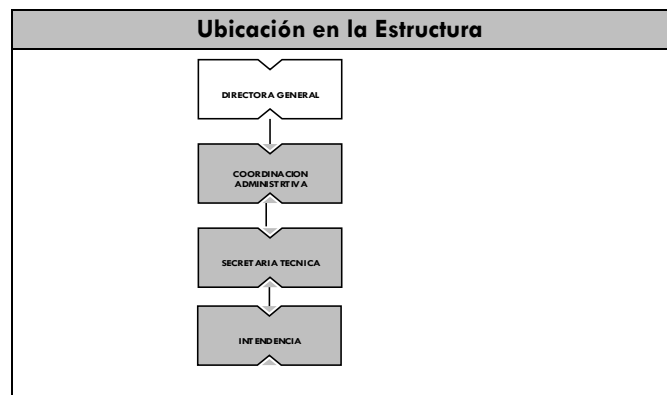 Ubicación en la Estructura
DIRECTORA GENERAL
COORDINACION
ADMINISTRTIVA
SECRETARIA TECNICA
INTENDENCIA